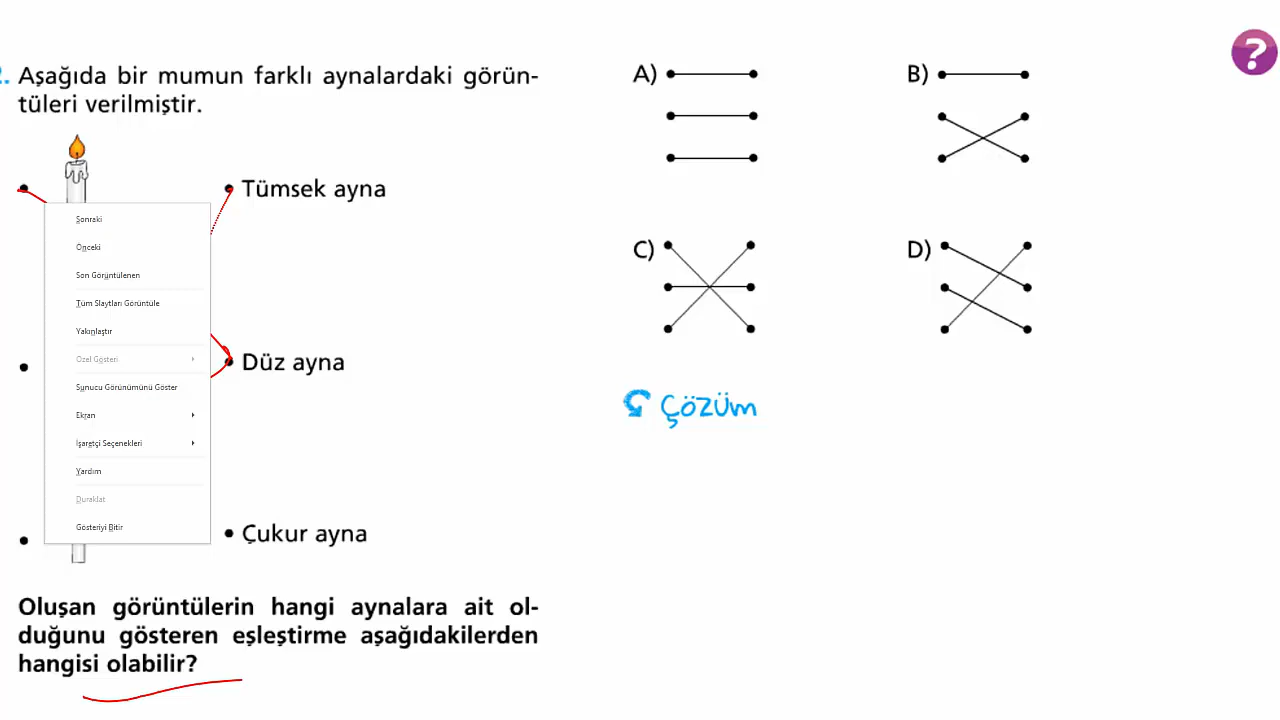 2. Aşağıda bir mumun farklı aynalardaki görün-
tüleri verilmiştir.
Tümsek ayna
Düz ayna
Çukur ayna
Sonraki
Önceki
Son Görüntülenen
Tüm Slaytları Görüntüle
Yakınlaştır
Özel Gösteri
Sunucu Görünümünü Göster
Ekran
İşaretçi Seçenekleri
Yardım
Duraklat
Gösteriyi Bitir
Oluşan görüntülerin hangi aynalara ait ol-
duğunu gösteren eşleştirme aşağıdakilerden
hangisi olabilir?
A)
B)
C)
D)
Çözüm
?